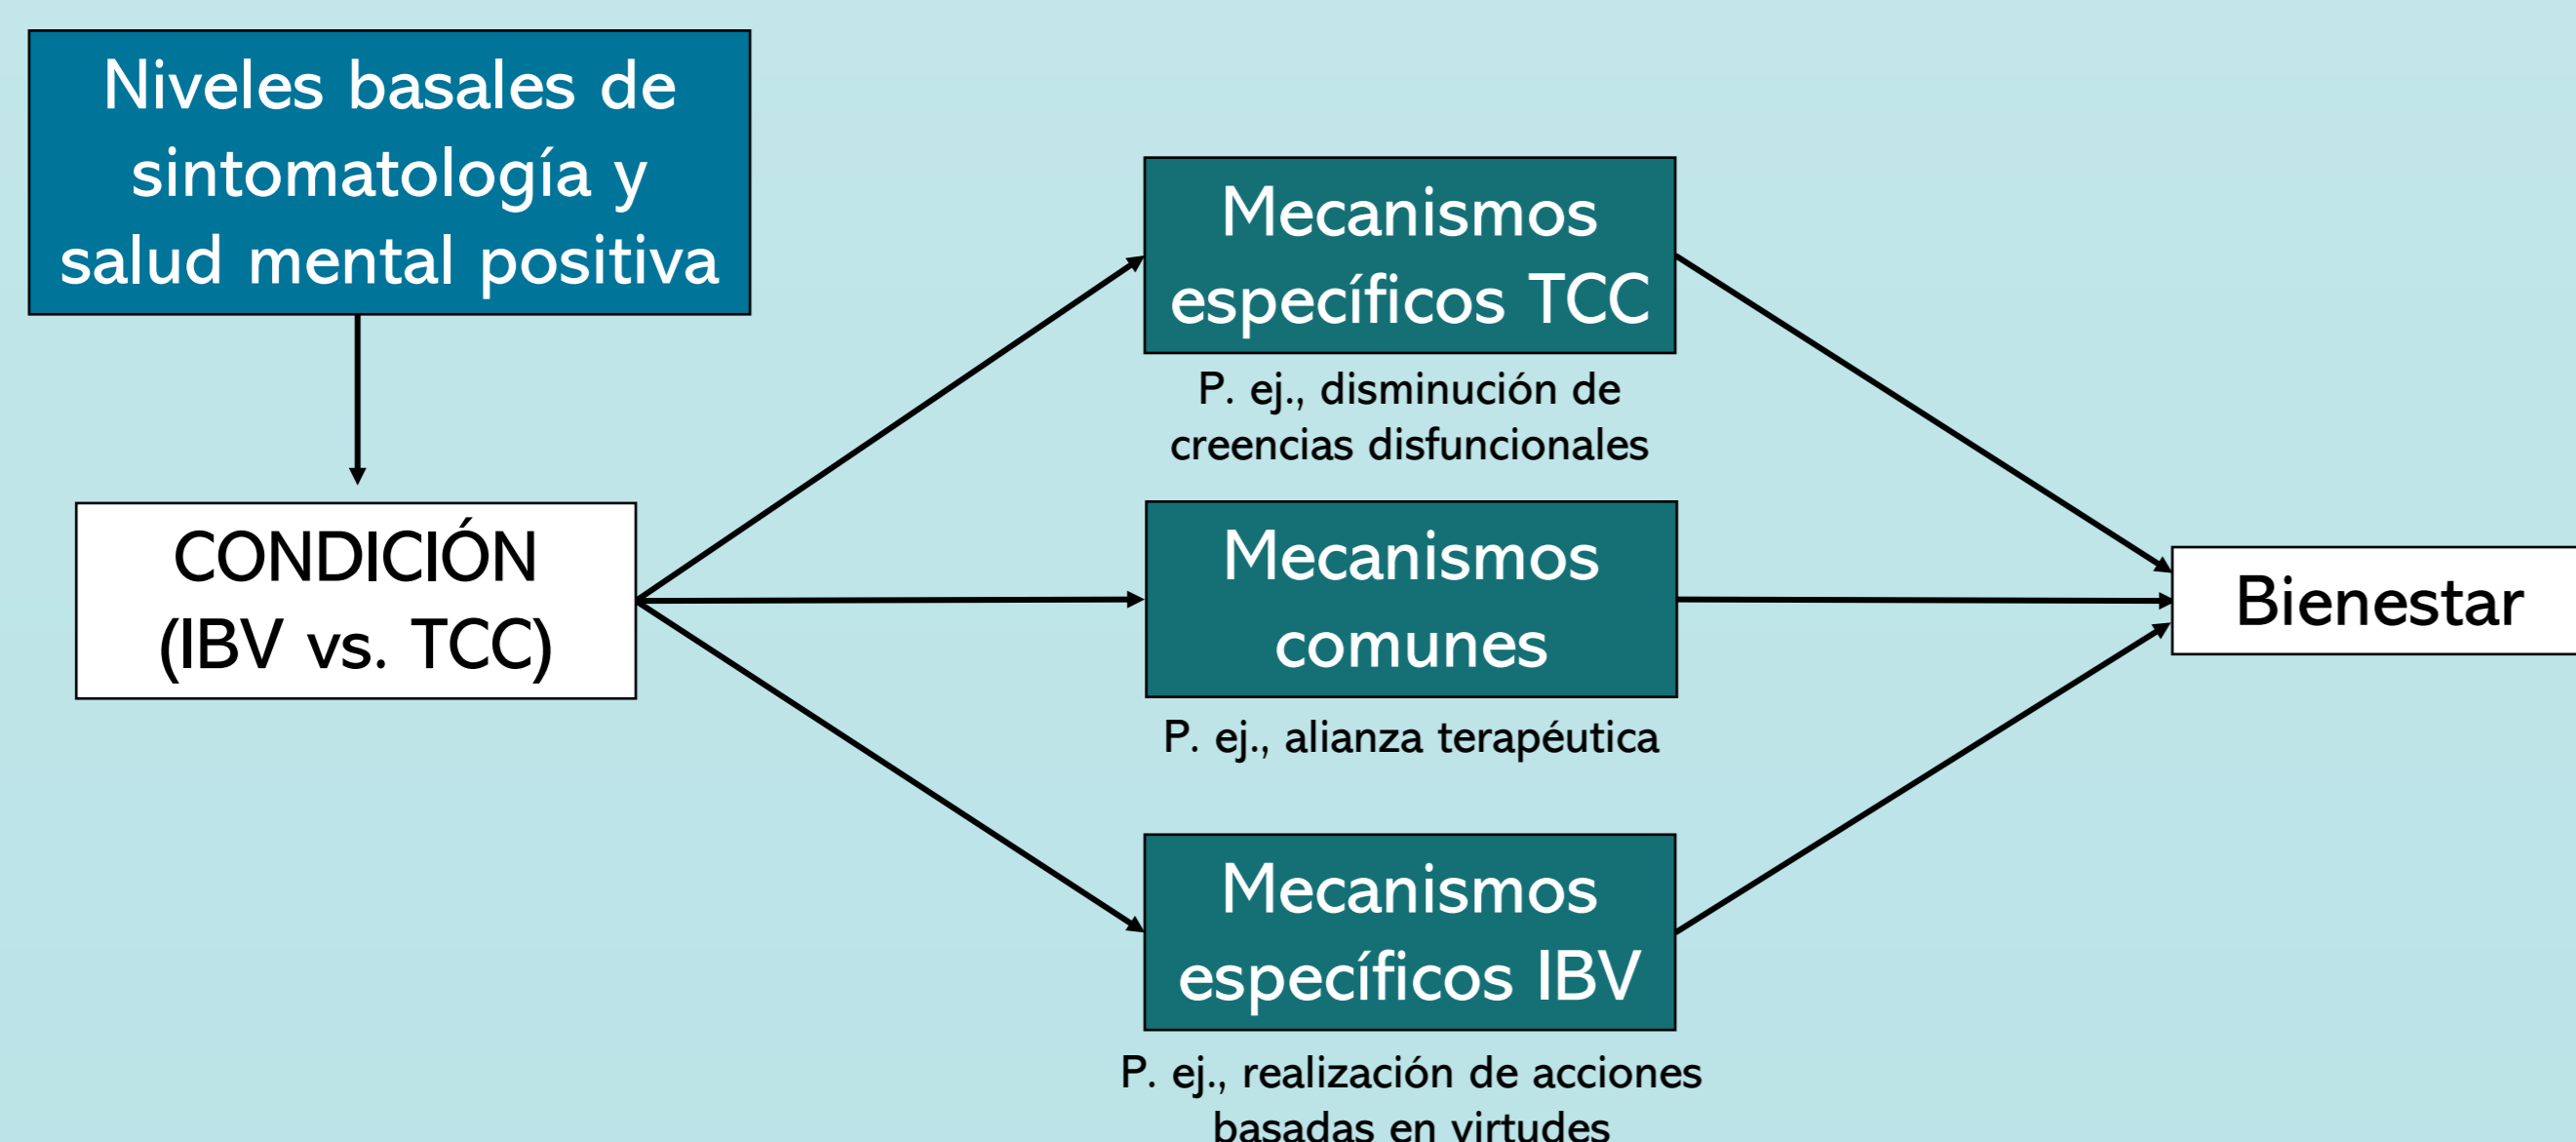 Niveles basales de
sintomatología y
salud mental positiva
Mecanismos
específicos TCC
P. ej., disminución de
creencias disfuncionales
CONDICIÓN
(IBV vs. TCC)
Mecanismos
comunes
P. ej., alianza terapéutica
Bienestar
Mecanismos
específicos IBV
P. ej., realización de acciones
basadas en virtudes